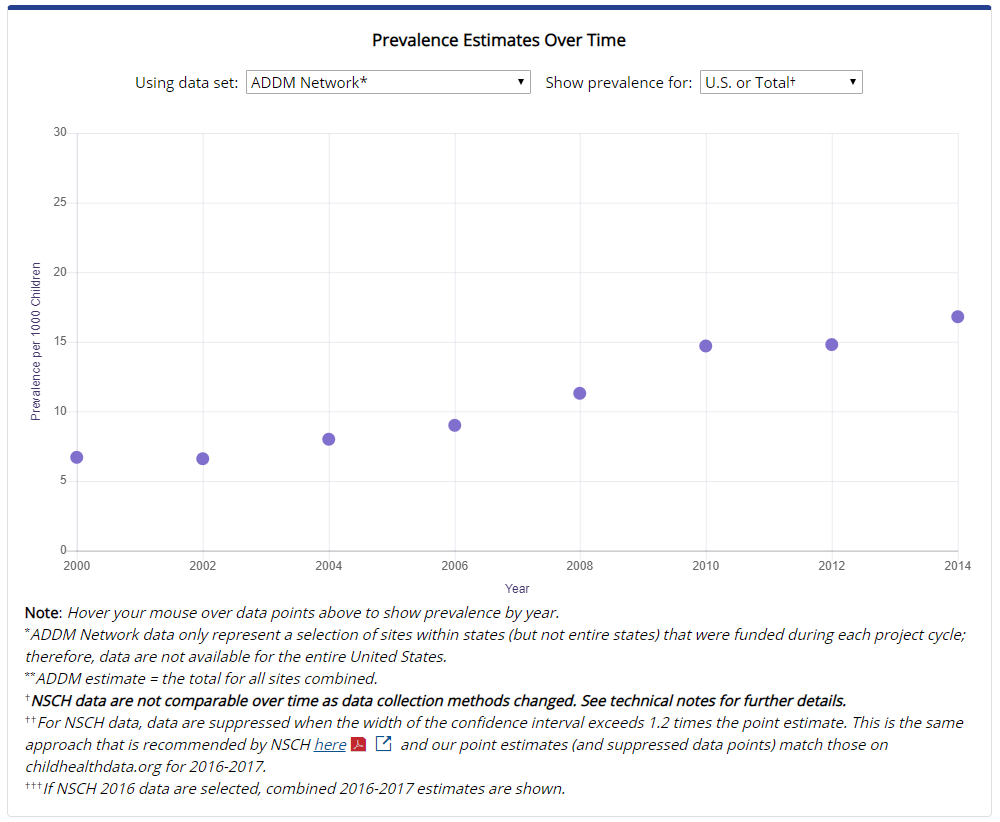 Prevalence Estimates Over Time
Using data set: ADDM Network* Show prevalence for: U.S. or Total†
30
25
20
15
10
5
0
Prevalence per 1000 Children
2000 2002 2004 2006 2008 2010 2012 2014
Year
Note: Hover your mouse over data points above to show prevalence by year.
*ADDM Network data only represent a selection of sites within states (but not entire states) that were funded during each project cycle;
therefore, data are not available for the entire United States.
**ADDM estimate = the total for all sites combined.
†NSCH data are not comparable over time as data collection methods changed. See technical notes for further details.
††For NSCH data, data are suppressed when the width of the confidence interval exceeds 1.2 times the point estimate. This is the same
approach that is recommended by NSCH here and our point estimates (and suppressed data points) match those on
childhealthdata.org for 2016-2017.
†††If NSCH 2016 data are selected, combined 2016-2017 estimates are shown.